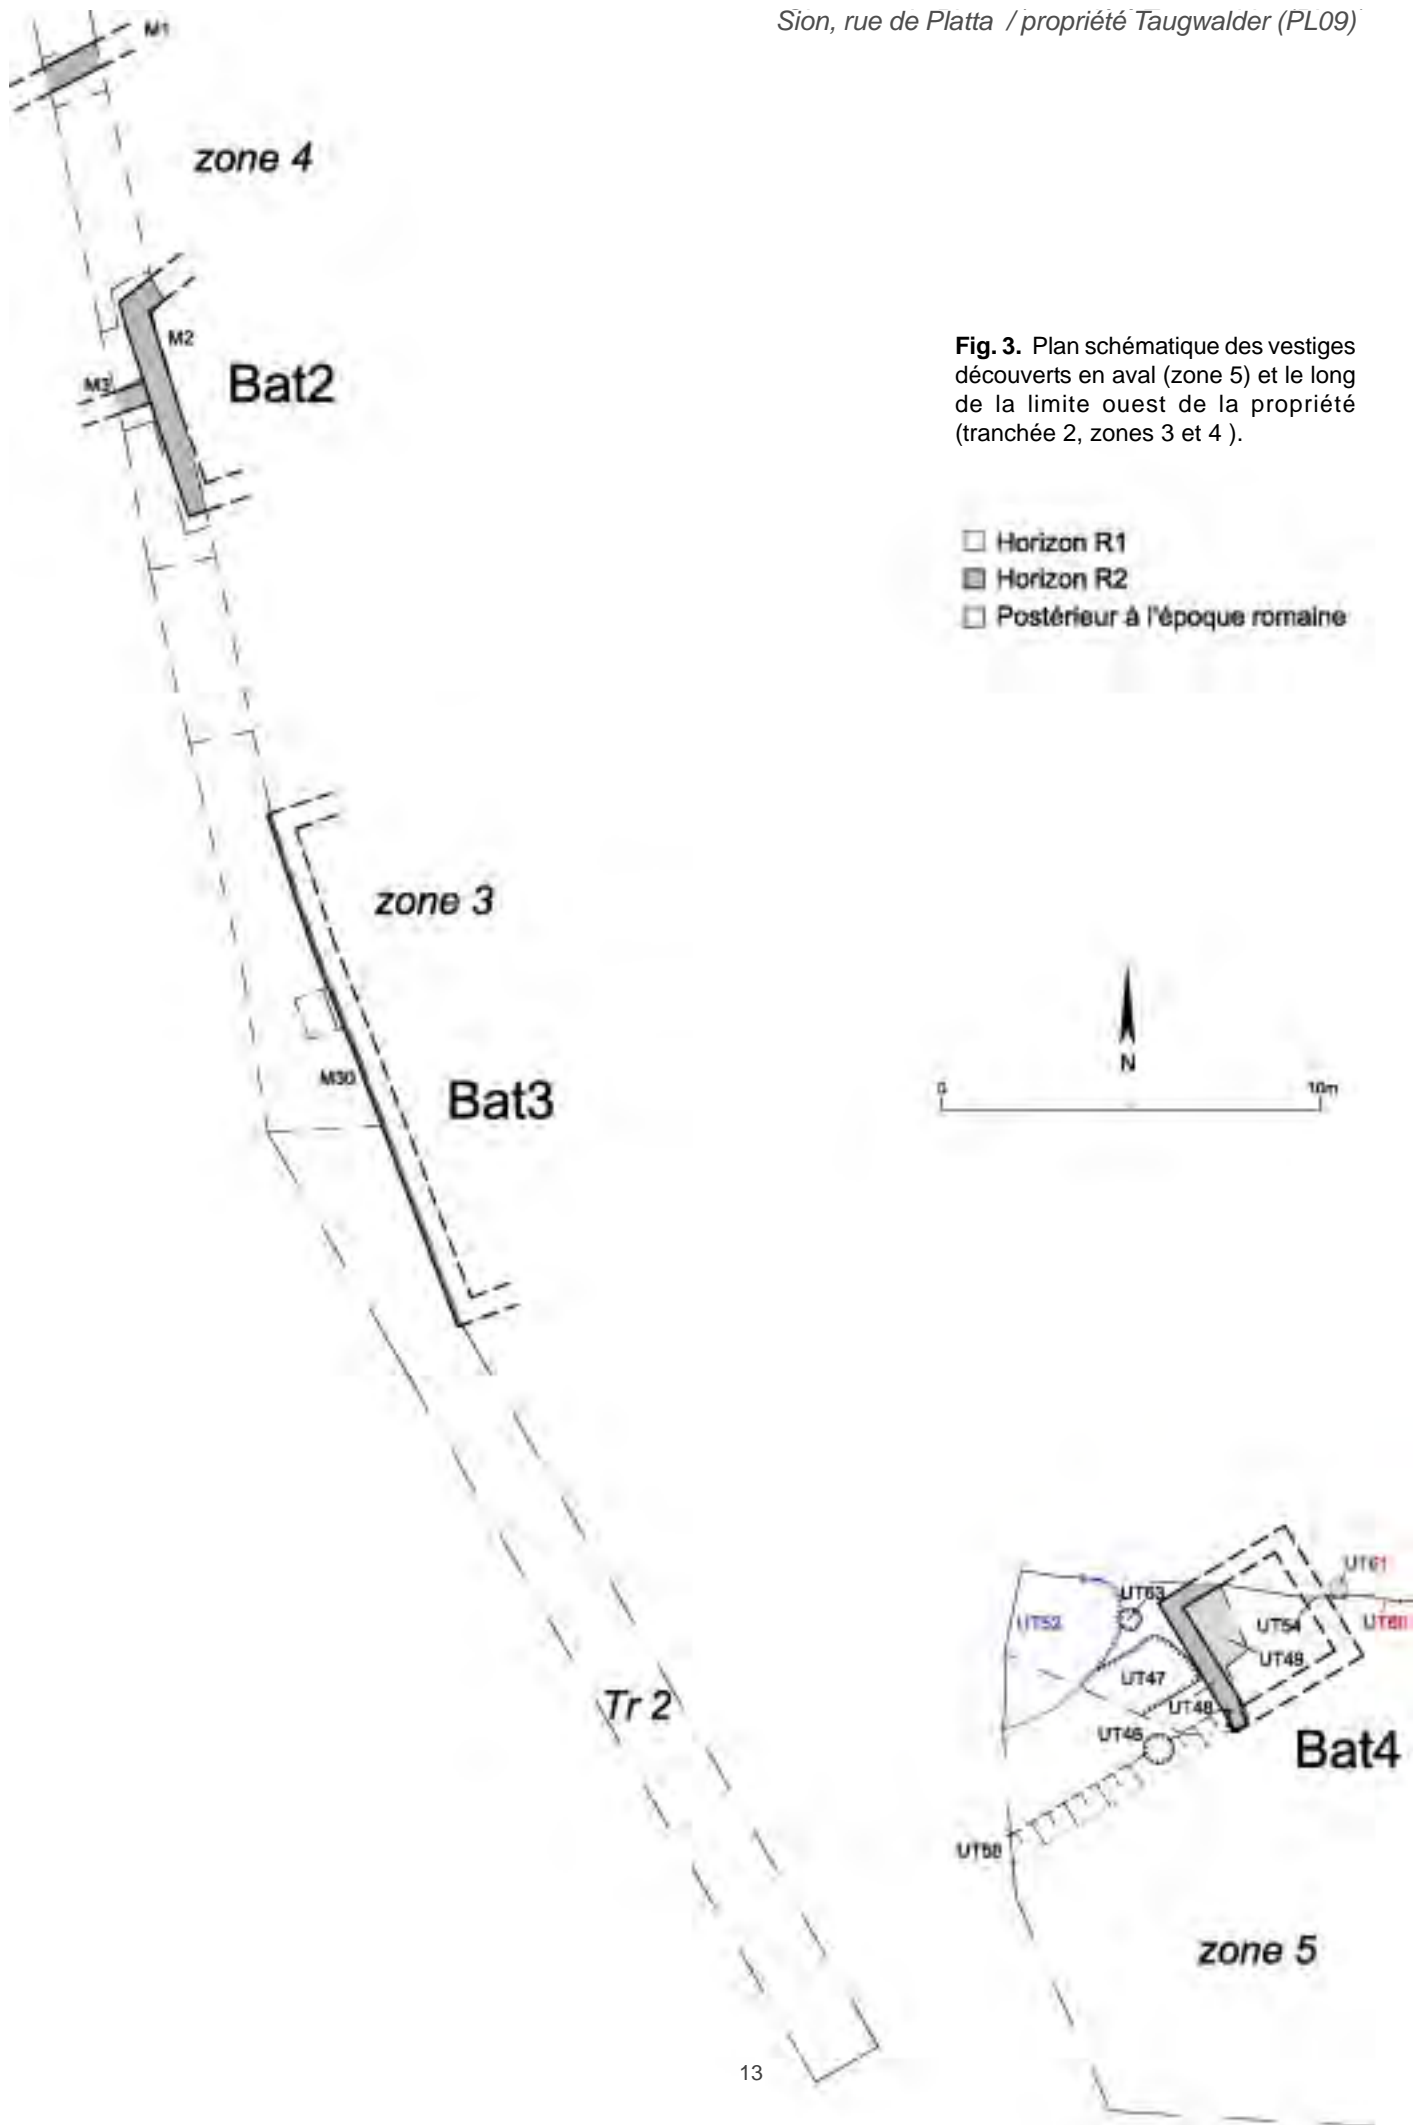 Sion, rue de Platta / propriété Taugwalder (PL09)
M1
zone 4
M2
M3
Bat2
Fig. 3. Plan schématique des vestiges
découverts en aval (zone 5) et le long
de la limite ouest de la propriété
(tranchée 2, zones 3 et 4 ).
Horizon R1
Horizon R2
Postérieur à l'époque romaine
zone 3
N
0
10m
M30
Bat3
UT61
UT63
UT52
UT54
UT60
UT49
UT47
UT48
Tr 2
UT46
Bat4
UT58
zone 5
13